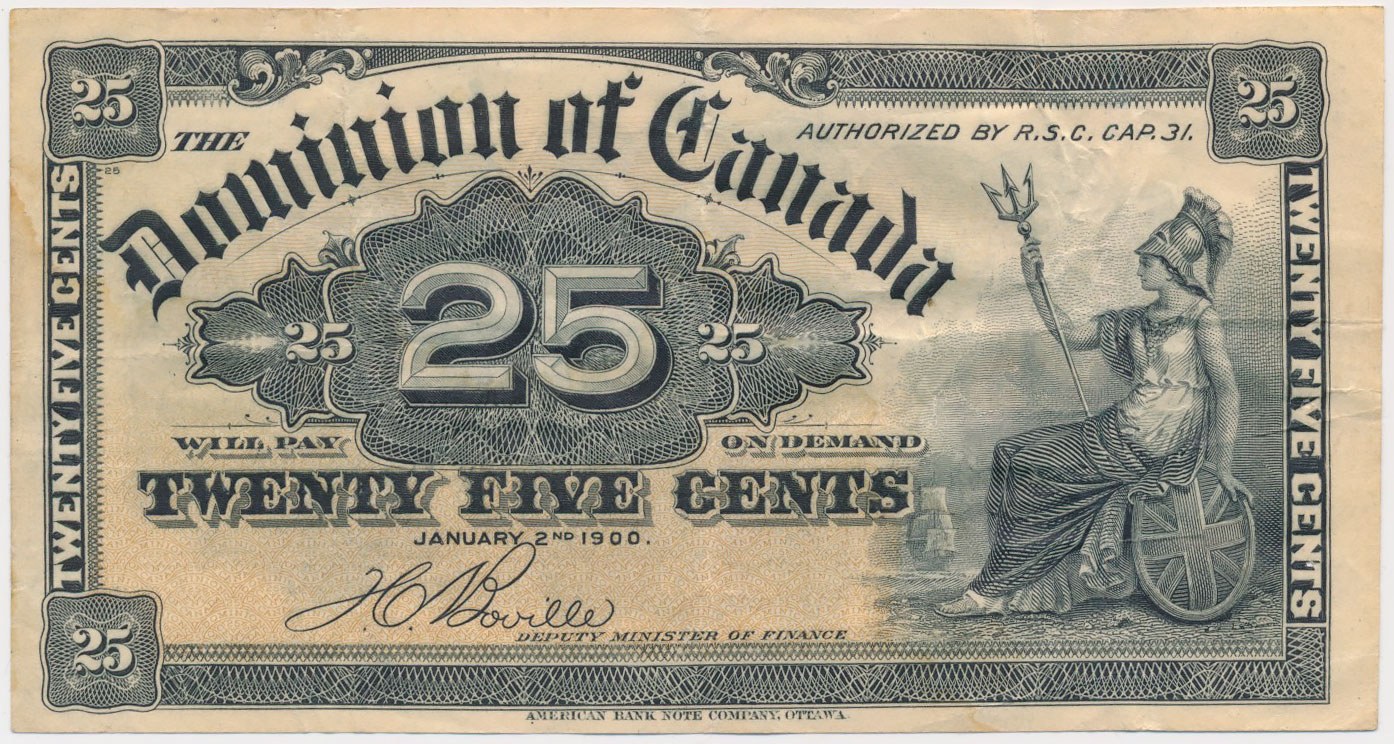 25
25
THE Dominion of Canada
AUTHORIZED BY R.S.C. CAP. 31.
25
TWENTY FIVE CENTS
25 25 25
TWENTY FIVE CENTS
WILL PAY ON DEMAND
TWENTY FIVE CENTS
JANUARY 2ND 1900.
H.C. Boville
DEPUTY MINISTER OF FINANCE
25
AMERICAN BANK NOTE COMPANY, OTTAWA.